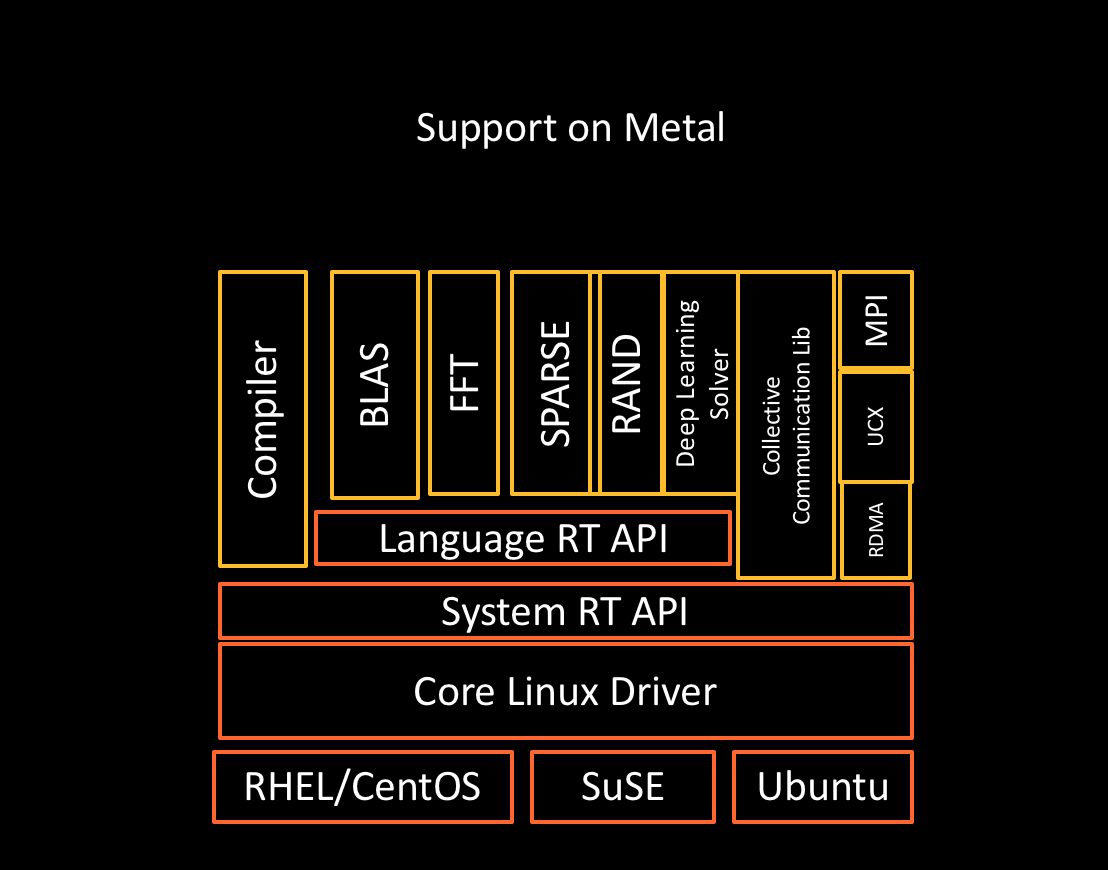 Support on Metal
Compiler
BLAS
FFT
SPARSE
RAND
Deep Learning
Solver
Collective
Communication Lib
MPI
UCX
RDMA
Language RT API
System RT API
Core Linux Driver
RHEL/CentOS
SuSE
Ubuntu